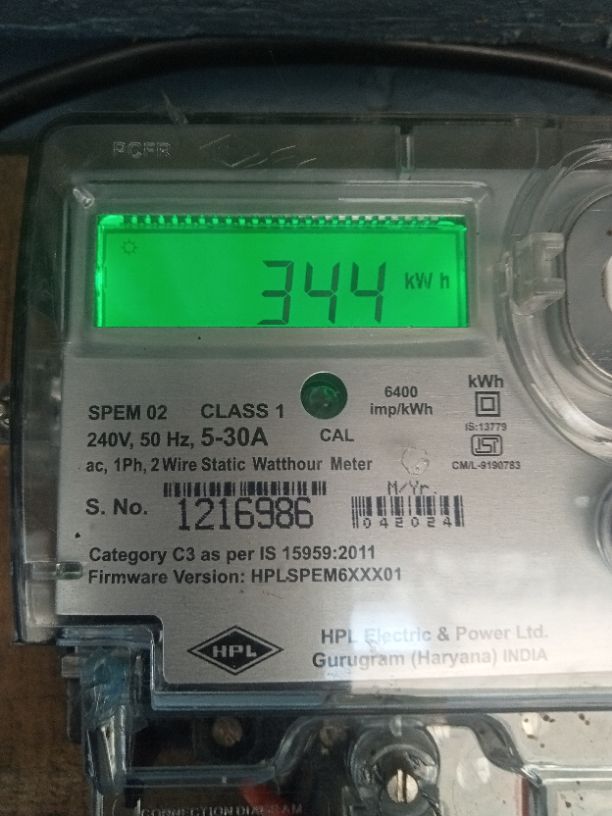 344 kWh
SPEM 02 CLASS 1
6400 imp/kWh
kWh
240V, 50 Hz, 5-30A
CAL
IS:13779
ac, 1Ph, 2 Wire Static Watthour Meter
CM/L-9190783
S. No. 1216986
M/Yr.
042024
Category C3 as per IS 15959:2011
Firmware Version: HPLSPEM6XXX01
HPL
HPL Electric & Power Ltd.
Gurugram (Haryana) INDIA
CONNECTION DIAGRAM